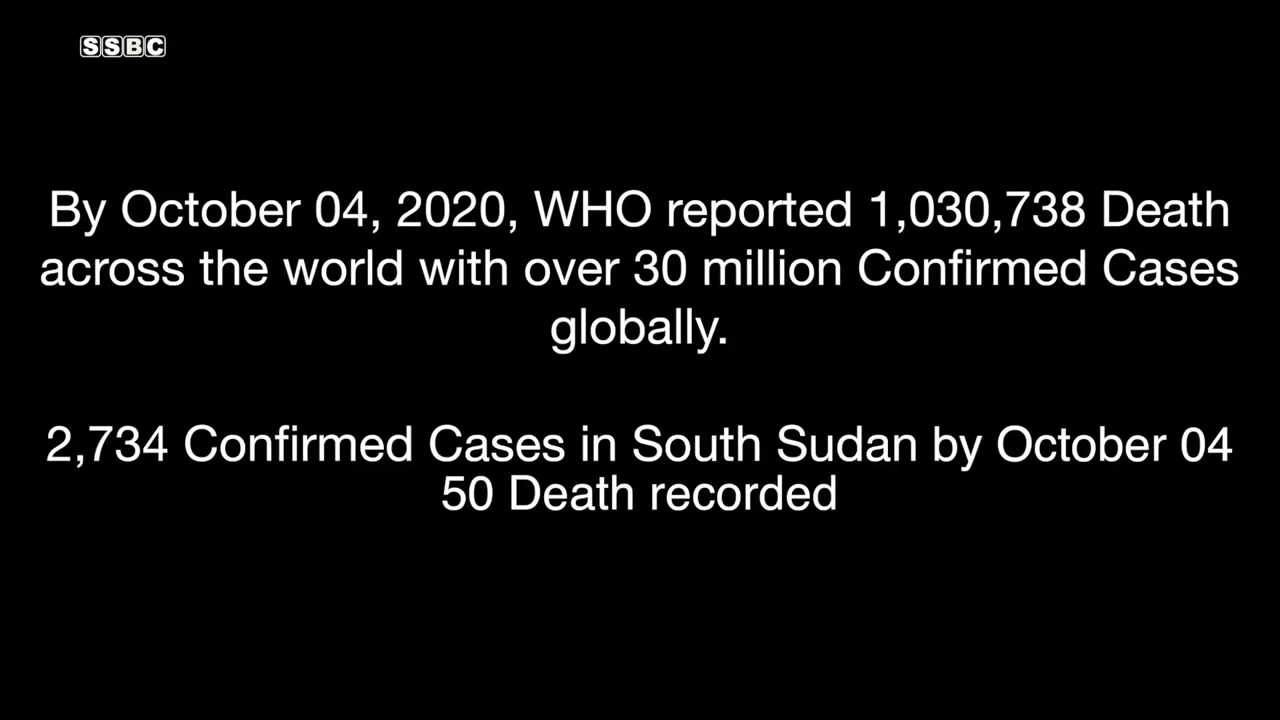 SSBC
By October 04, 2020, WHO reported 1,030,738 Death
across the world with over 30 million Confirmed Cases
globally.
2,734 Confirmed Cases in South Sudan by October 04
50 Death recorded